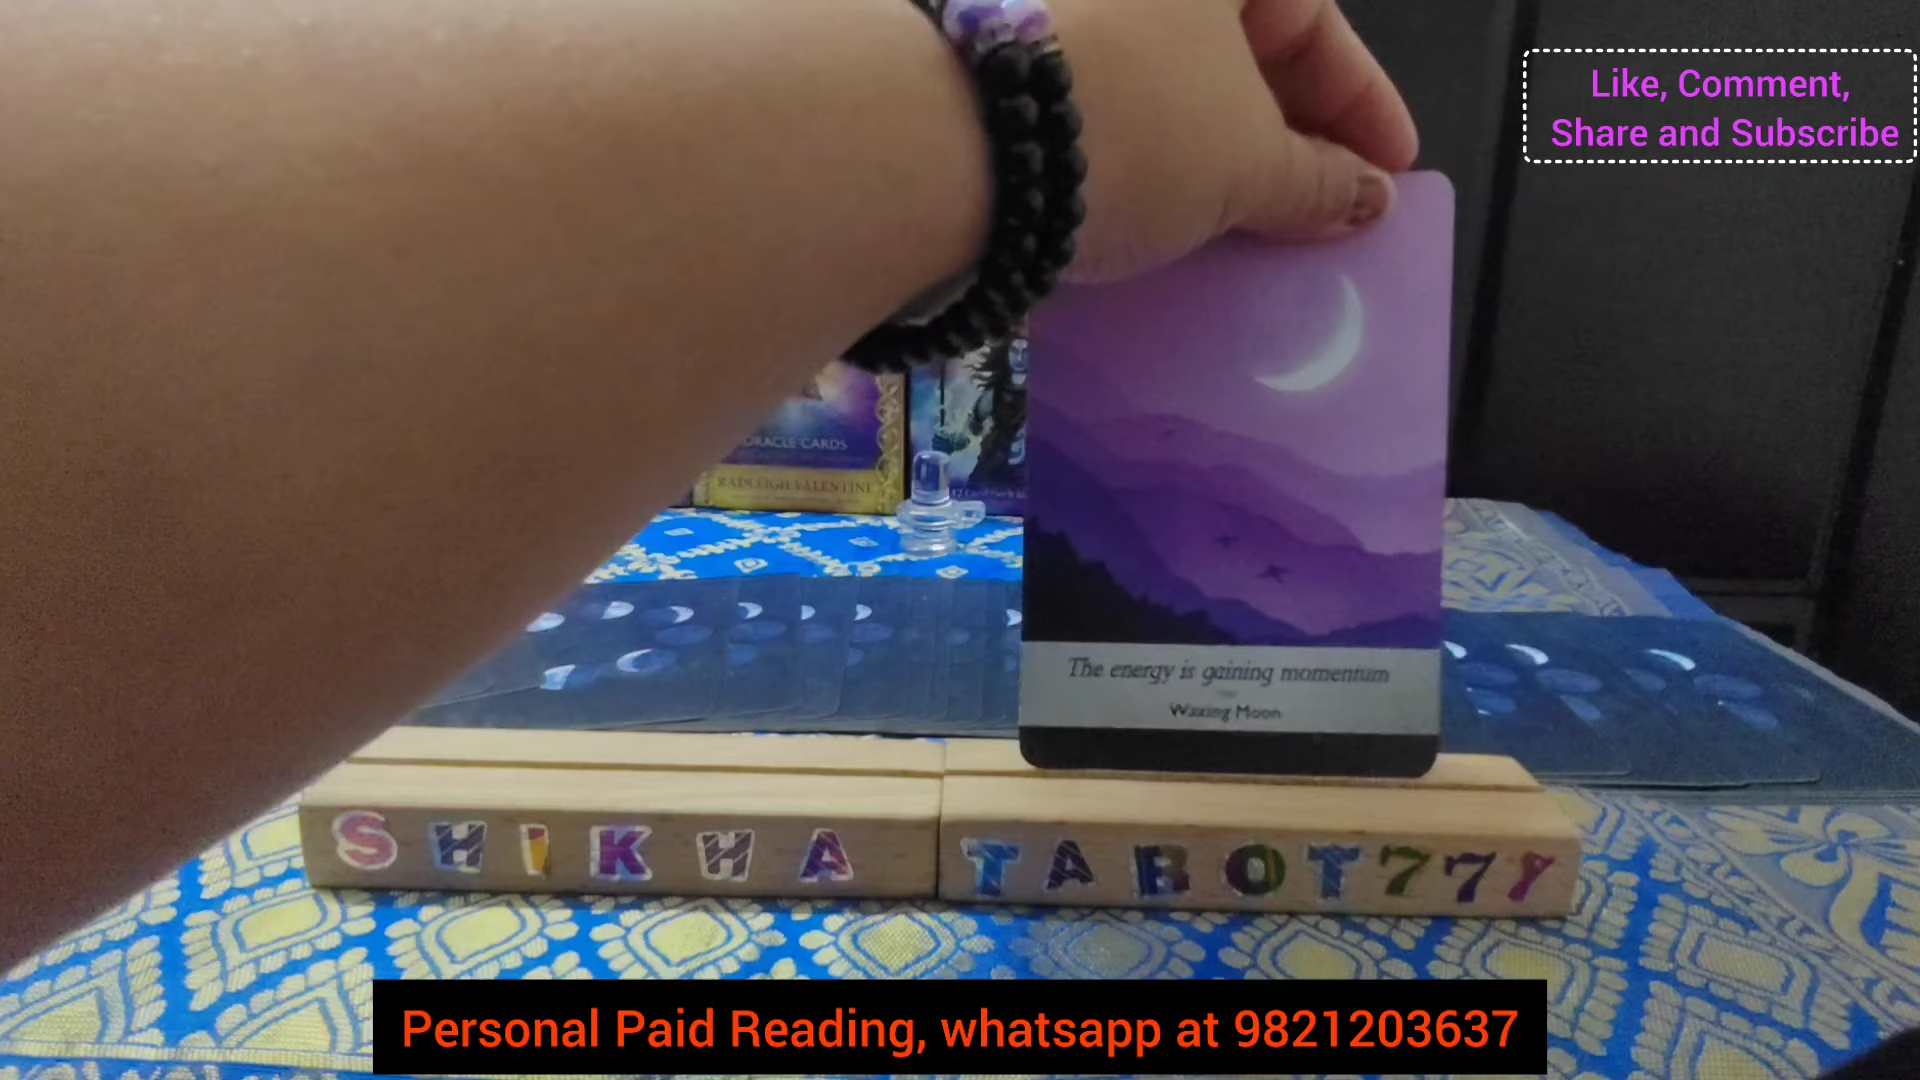 Like, Comment,
Share and Subscribe
ORACLE CARDS
RADLEIGH VALENTINE
The energy is gaining momentum
Waxing Moon
SHIKHA TAROT777
Personal Paid Reading, whatsapp at 9821203637